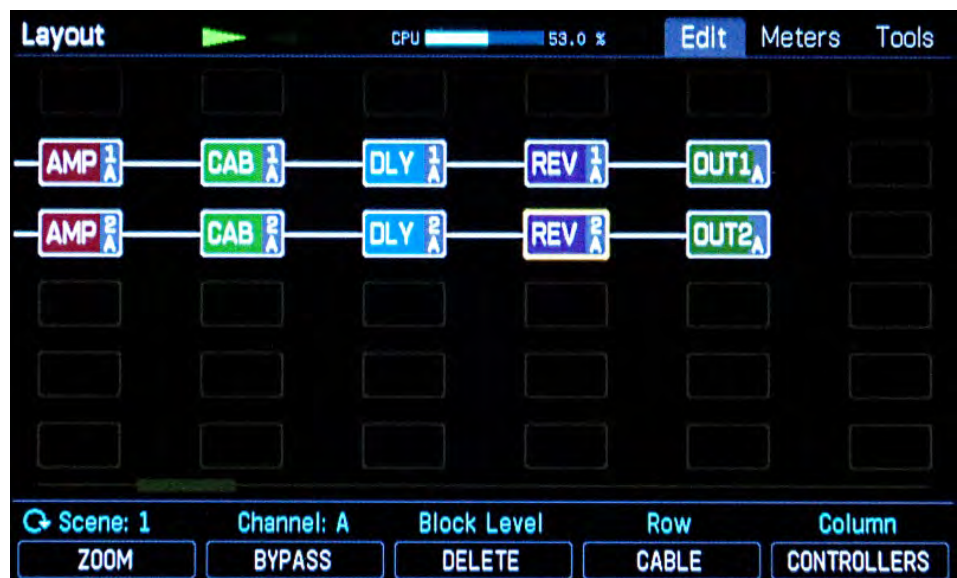 Layout CPU 53.0 % Edit Meters Tools
AMP 1 A CAB 1 A DLY 1 A REV 1 A OUT1 A
AMP 2 A CAB 2 A DLY 2 A REV 2 A OUT2 A
Scene: 1 Channel: A Block Level Row Column
ZOOM BYPASS DELETE CABLE CONTROLLERS